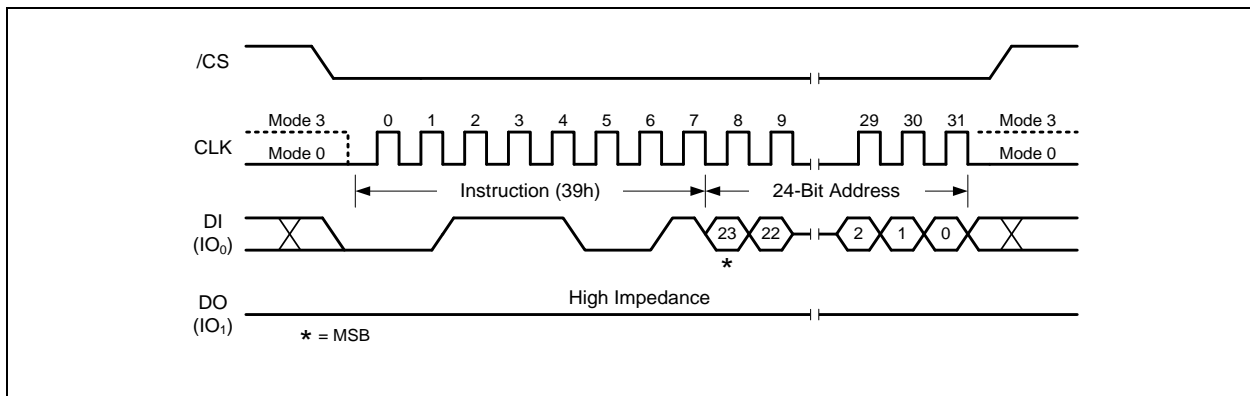 /CS
Mode 3 0 1 2 3 4 5 6 7 8 9 29 30 31 Mode 3
CLK
Mode 0 Mode 0
Instruction (39h) 24-Bit Address
DI
(IO₀)
23 22 2 1 0
*
High Impedance
DO
(IO₁)
* = MSB